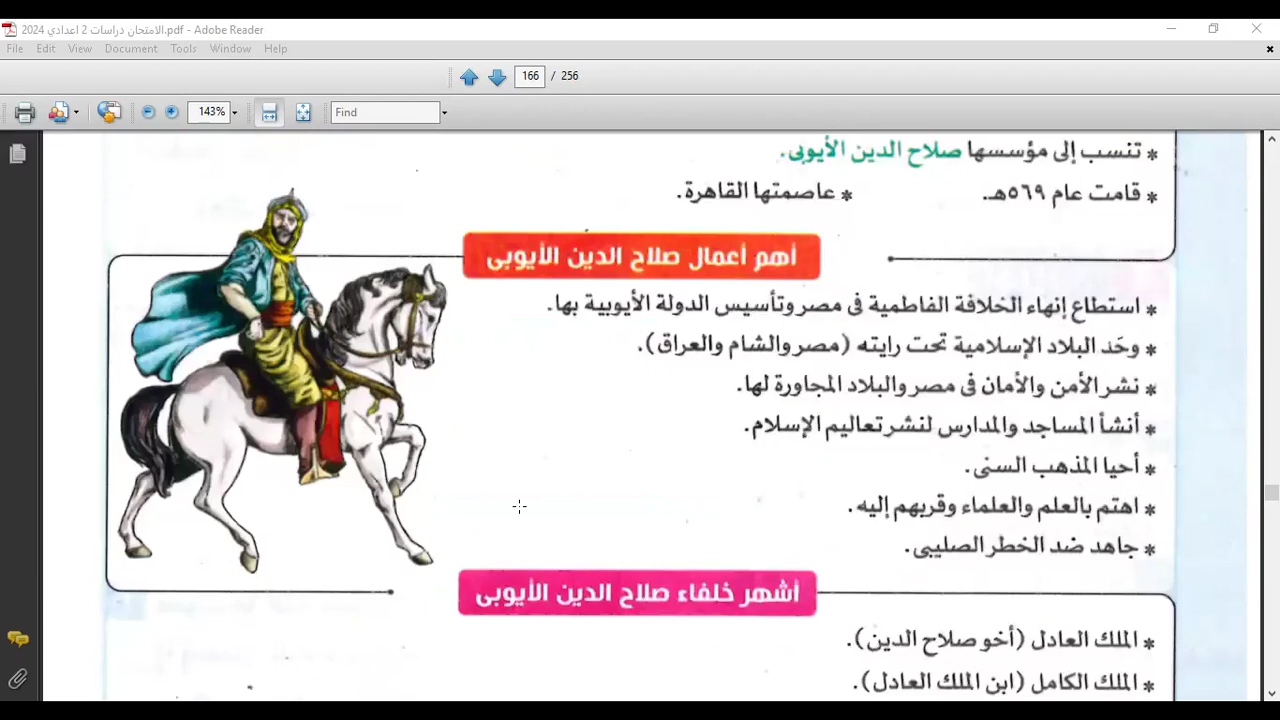 الامتحان دراسات 2 اعدادي 2024.pdf - Adobe Reader
File Edit View Document Tools Window Help
166 / 256
143% Find
* تنسب إلى مؤسسها صلاح الدين الأيوبى.
* قامت عام ٥٦٩هـ. * عاصمتها القاهرة.
أهم أعمال صلاح الدين الأيوبى
* استطاع إنهاء الخلافة الفاطمية فى مصر وتأسيس الدولة الأيوبية بها.
* وحَد البلاد الإسلامية تحت رايته (مصر والشام والعراق).
* نشر الأمن والأمان فى مصر والبلاد المجاورة لها.
* أنشأ المساجد والمدارس لنشر تعاليم الإسلام.
* أحيا المذهب السنى.
* اهتم بالعلم والعلماء وقربهم إليه.
* جاهد ضد الخطر الصليبى.
أشهر خلفاء صلاح الدين الأيوبى
* الملك العادل (أخو صلاح الدين).
* الملك الكامل (ابن الملك العادل).